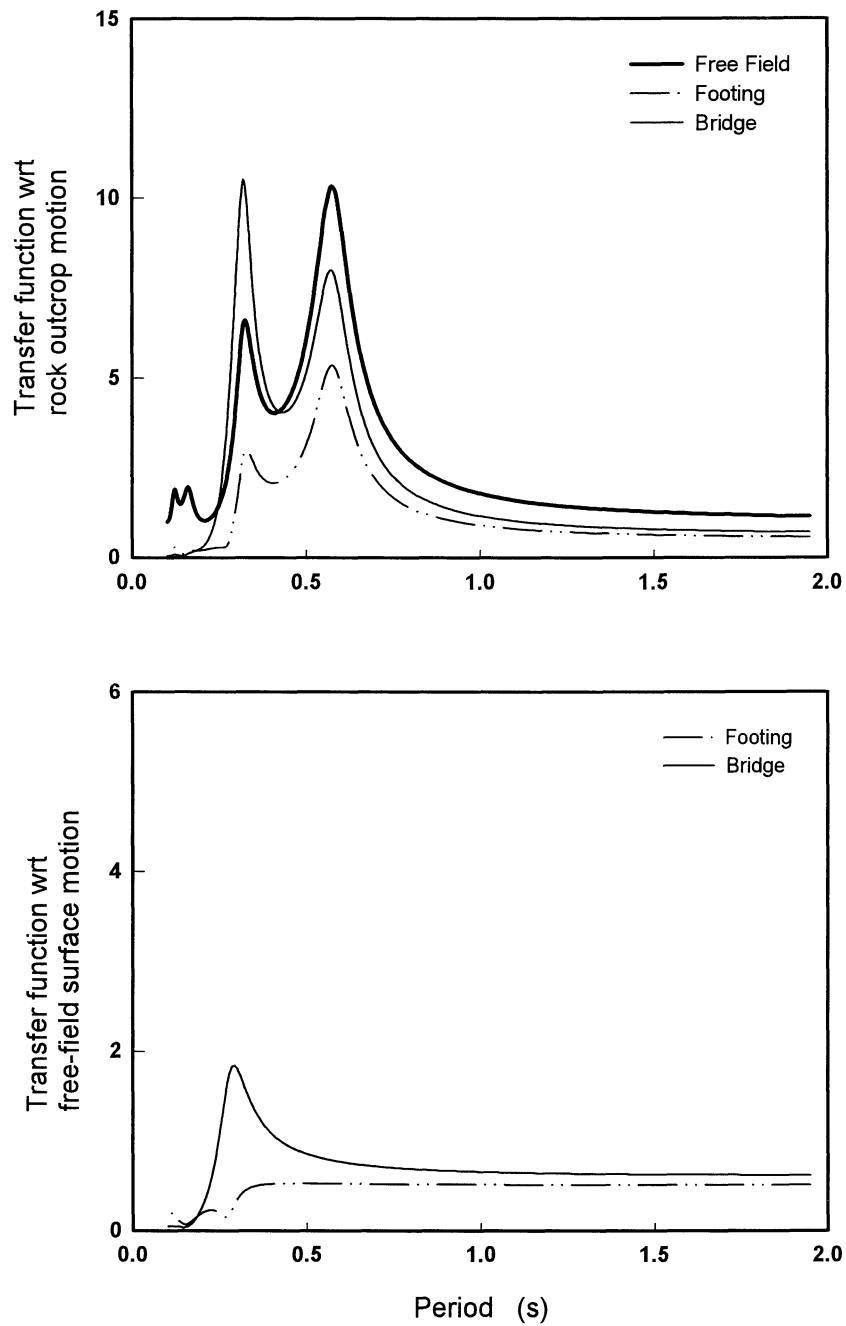 15
Free Field
Footing
Bridge
Transfer function wrt
rock outcrop motion
10
5
0
0.0
0.5
1.0
1.5
2.0
6
Footing
Bridge
Transfer function wrt
free-field surface motion
4
2
0
0.0
0.5
1.0
1.5
2.0
Period (s)